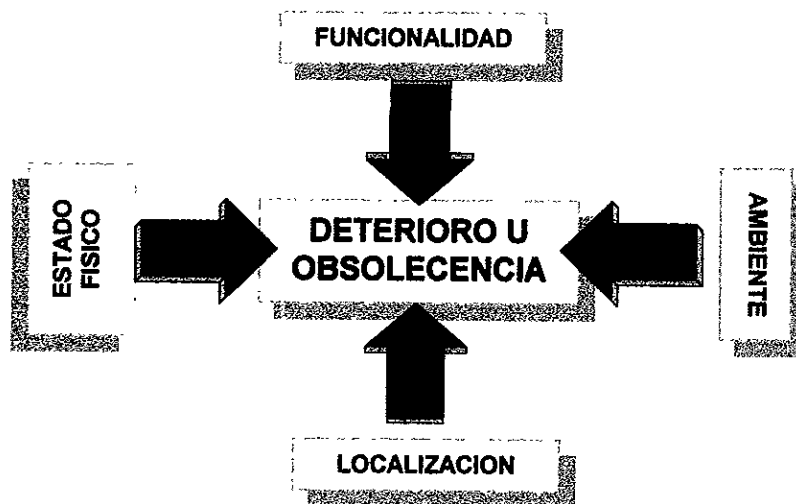 FUNCIONALIDAD
ESTADO
FISICO
DETERIORO U
OBSOLECENCIA
AMBIENTE
LOCALIZACION